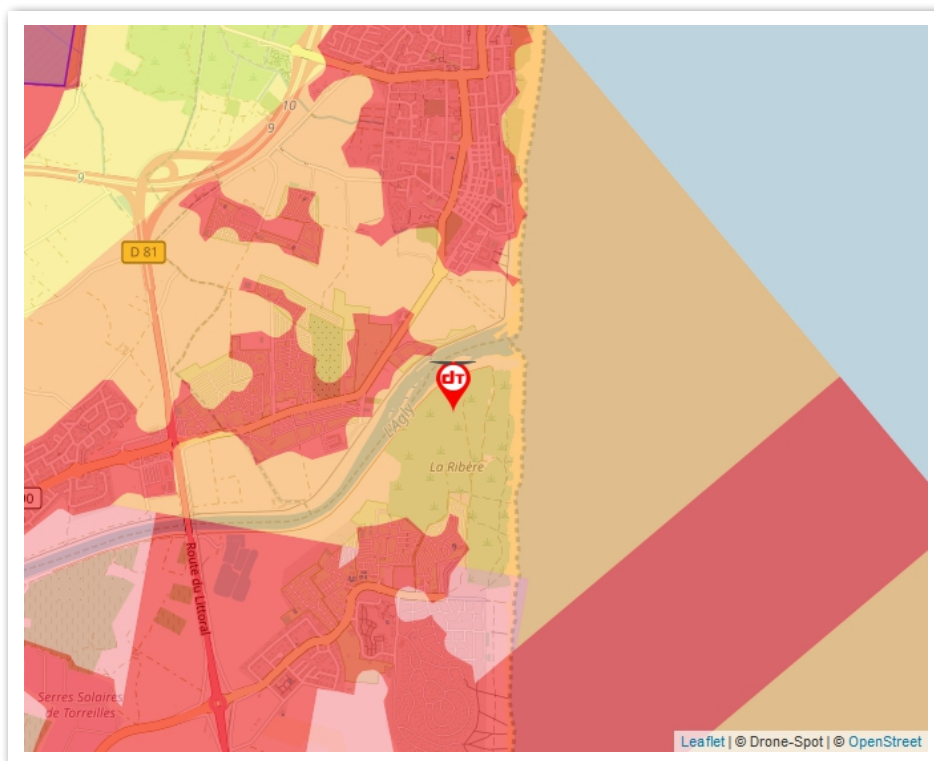 10
9
9
D 81
dT
L'Agly
La Ribère
90
Route du Littoral
Serres Solaires
de Torreilles
Leaflet | © Drone-Spot | © OpenStreet